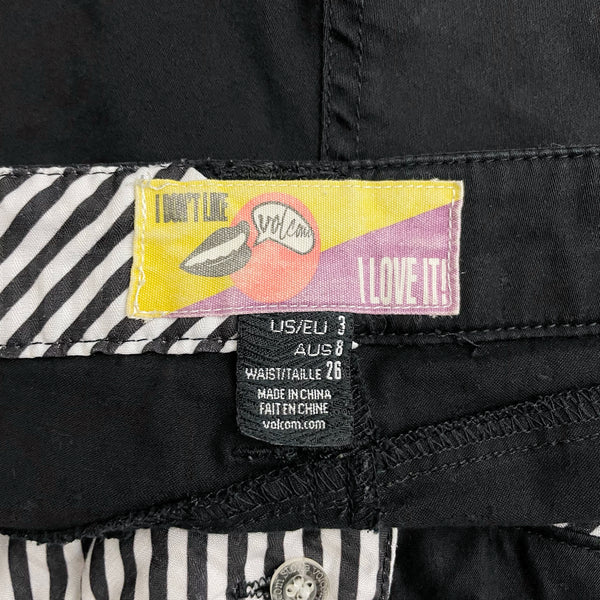 I DON'T LIKE
volcom
I LOVE IT!
US/EU 3
AUS 8
WAIST/TAILLE 26
MADE IN CHINA
FAIT EN CHINE
volcom.com